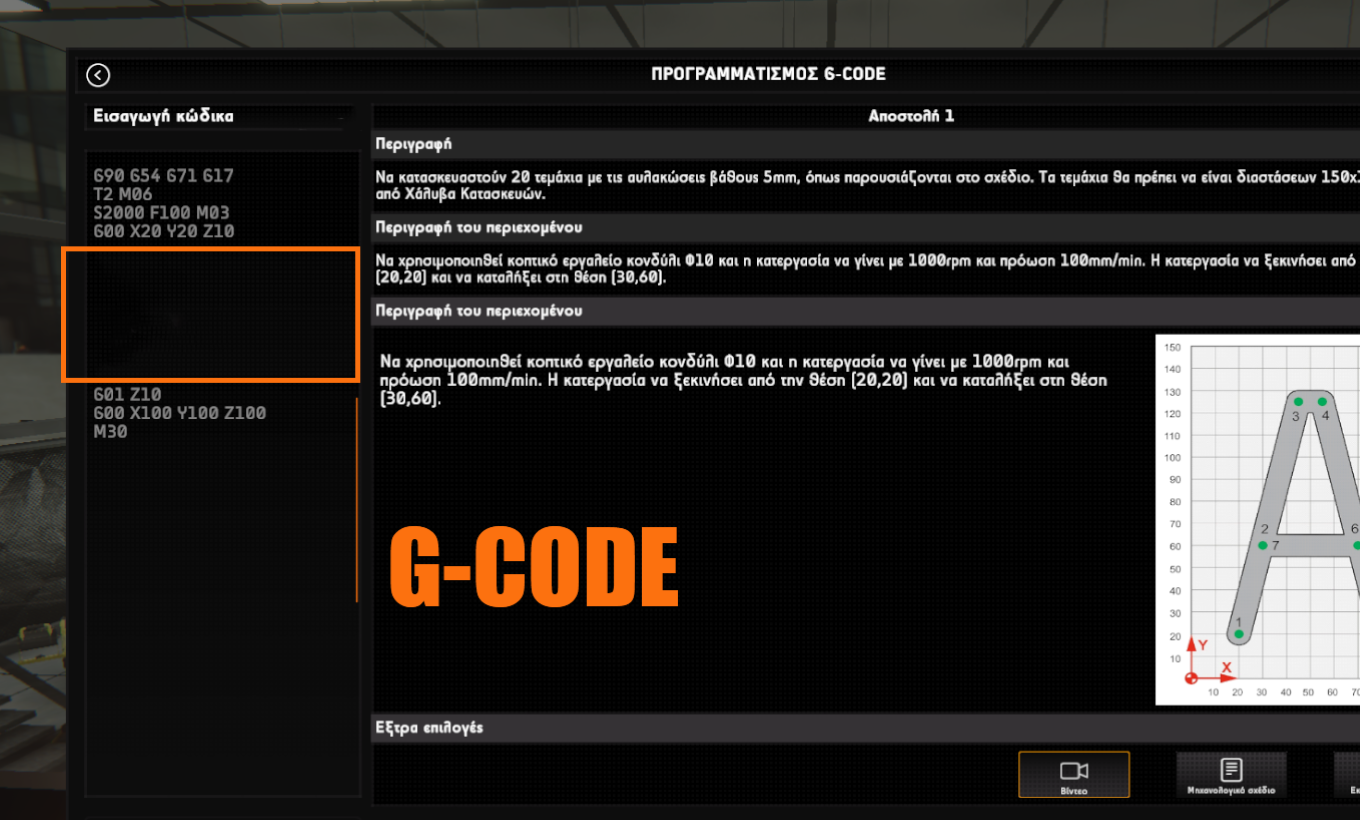 ΠΡΟΓΡΑΜΜΑΤΙΣΜΟΣ G-CODE
Εισαγωγή κώδικα
G90 G54 G71 G17
T2 M06
S2000 F100 M03
G00 X20 Y20 Z10
G01 Z10
G00 X100 Y100 Z100
M30
Αποστολή 1
Περιγραφή
Να κατασκευαστούν 20 τεμάχια με τις αυλακώσεις βάθους 5mm, όπως παρουσιάζονται στο σχέδιο. Τα τεμάχια θα πρέπει να είναι διαστάσεων
από Χάλυβα Κατασκευών.
Περιγραφή του περιεχομένου
Να χρησιμοποιηθεί κοπτικό εργαλείο κονδύλι Φ10 και η κατεργασία να γίνει με 1000rpm και πρόωση 100mm/min. Η κατεργασία να ξεκινήσει από
(20,20) και να καταλήξει στη θέση (30,60).
Περιγραφή του περιεχομένου
Να χρησιμοποιηθεί κοπτικό εργαλείο κονδύλι Φ10 και η κατεργασία να γίνει με 1000rpm και
πρόωση 100mm/min. Η κατεργασία να ξεκινήσει από την θέση (20,20) και να καταλήξει στη θέση
(30,60).
G-CODE
150
140
130
120
3 4
110
100
90
80
70
2 6
60
7
50
40
30
1
20
Y
10
X
10 20 30 40 50 60
Εξτρα επιλογές
Βίντεο
Μηχανολογικό σχέδιο